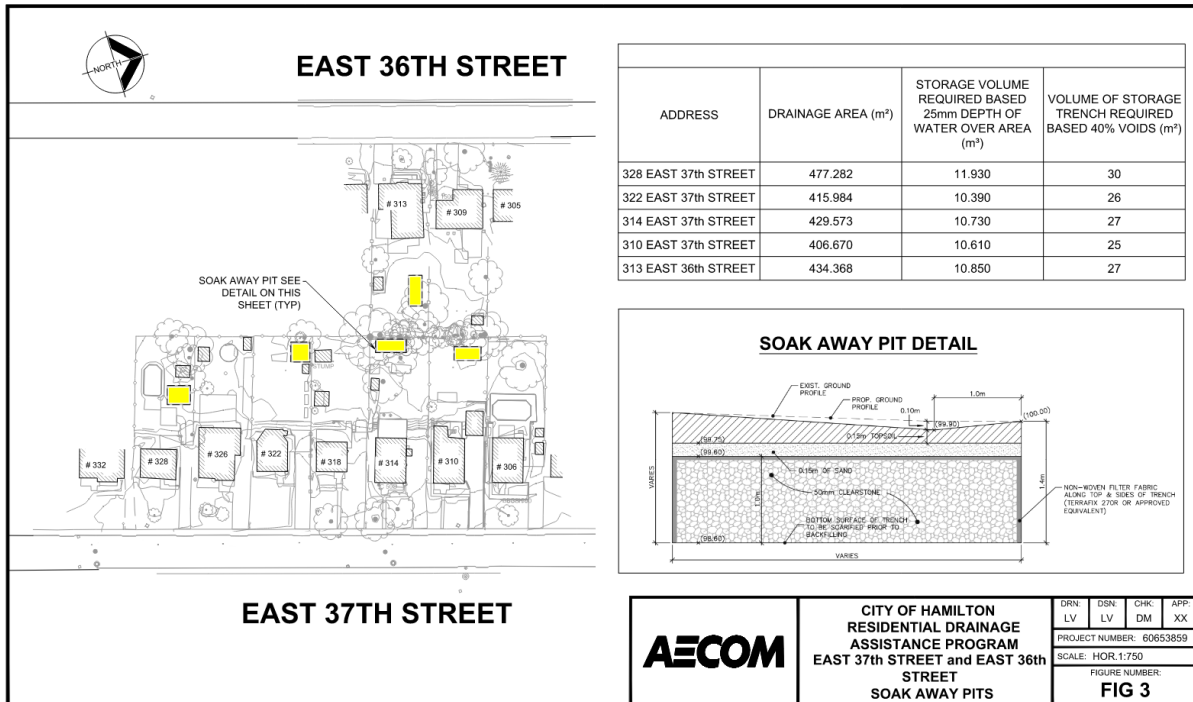 NORTH
EAST 36TH STREET
# 313
# 309
# 305
SOAK AWAY PIT SEE
DETAIL ON THIS
SHEET (TYP)
STUMP
# 332
# 328
# 326
# 322
# 318
# 314
# 310
# 306
EAST 37TH STREET
ADDRESS
DRAINAGE AREA (m²)
STORAGE VOLUME
REQUIRED BASED
25mm DEPTH OF
WATER OVER AREA
(m³)
VOLUME OF STORAGE
TRENCH REQUIRED
BASED 40% VOIDS (m²)
328 EAST 37th STREET 477.282 11.930 30
322 EAST 37th STREET 415.984 10.390 26
314 EAST 37th STREET 429.573 10.730 27
310 EAST 37th STREET 406.670 10.610 25
313 EAST 36th STREET 434.368 10.850 27
SOAK AWAY PIT DETAIL
EXIST. GROUND
PROFILE
PROP. GROUND
PROFILE
0.10m
1.0m
(100.00)
(99.90)
0.15m TOPSOIL
(99.75)
(99.60)
0.15m OF SAND
50mm CLEARSTONE
VARIES
1.0m
1.4m
NON-WOVEN FILTER FABRIC
ALONG TOP & SIDES OF TRENCH
(TERRAFIX 270R OR APPROVED
EQUIVALENT)
BOTTOM SURFACE OF TRENCH
TO BE SCARIFIED PRIOR TO
BACKFILLING
(98.60)
VARIES
AECOM
CITY OF HAMILTON
RESIDENTIAL DRAINAGE
ASSISTANCE PROGRAM
EAST 37th STREET and EAST 36th
STREET
SOAK AWAY PITS
DRN: DSN: CHK: APP:
LV LV DM XX
PROJECT NUMBER: 60653859
SCALE: HOR.1:750
FIGURE NUMBER:
FIG 3